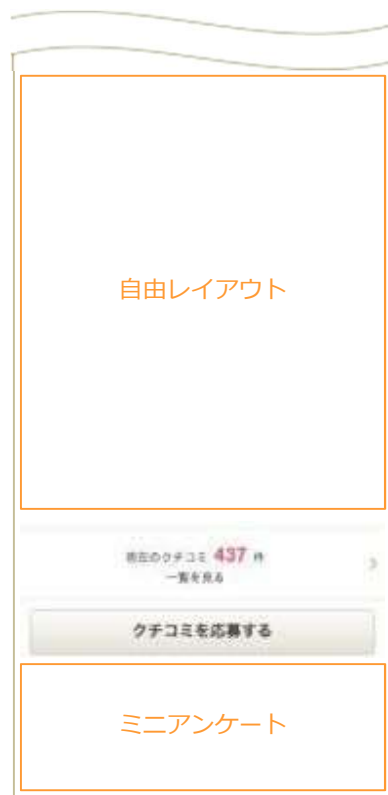 自由レイアウト
現在のクチコミ 437 件
一覧を見る
クチコミを応募する
ミニアンケート